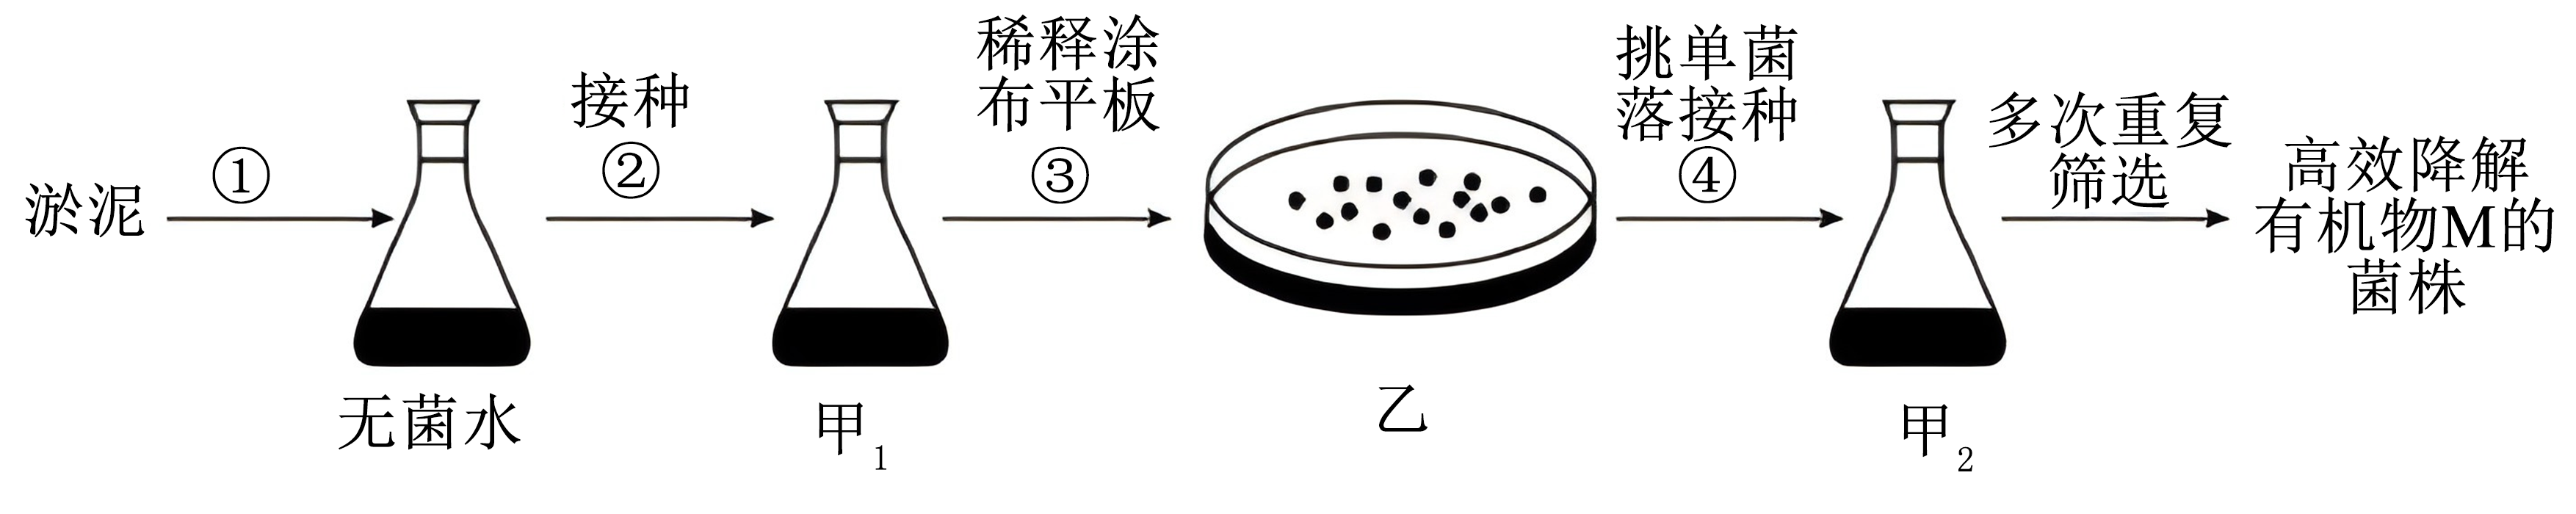 淤泥
①
无菌水
接种
②
甲1
稀释涂
布平板
③
乙
挑单菌
落接种
④
甲2
多次重复
筛选
高效降解
有机物M的
菌株